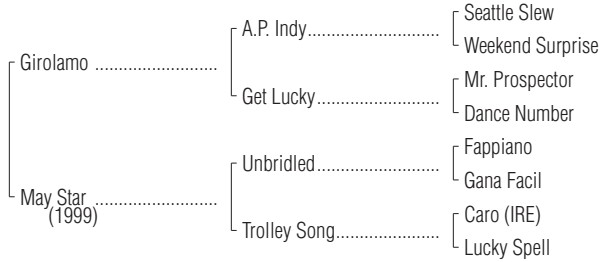 Seattle Slew
A.P. Indy............................
Weekend Surprise
Girolamo ..........................
Mr. Prospector
Get Lucky..........................
Dance Number
Fappiano
Unbridled..........................
Gana Facil
May Star ..........................
(1999)
Caro (IRE)
Trolley Song......................
Lucky Spell